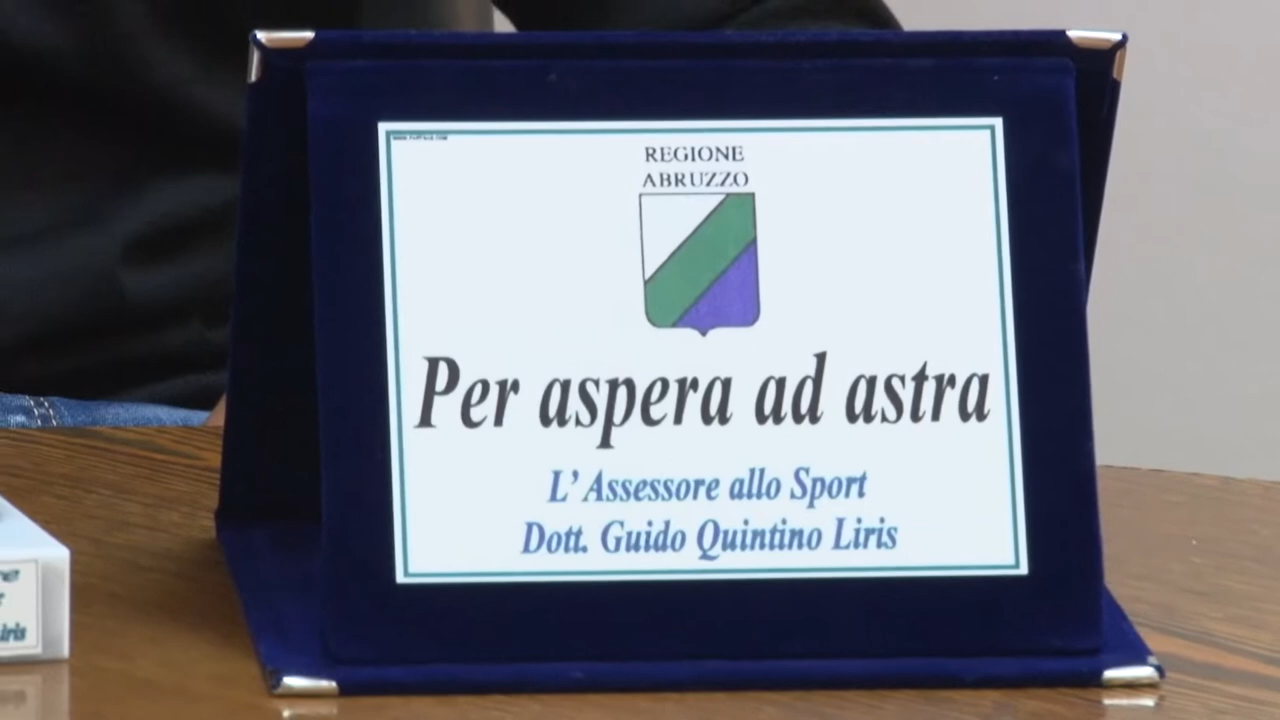 REGIONE
ABRUZZO
Per aspera ad astra
L' Assessore allo Sport
Dott. Guido Quintino Liris